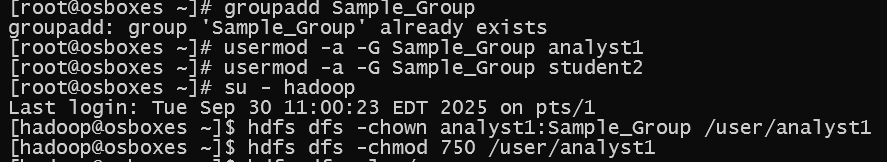 [root@osboxes ~]# groupadd Sample_Group
groupadd: group 'Sample_Group' already exists
[root@osboxes ~]# usermod -a -G Sample_Group analyst1
[root@osboxes ~]# usermod -a -G Sample_Group student2
[root@osboxes ~]# su - hadoop
Last login: Tue Sep 30 11:00:23 EDT 2025 on pts/1
[hadoop@osboxes ~]$ hdfs dfs -chown analyst1:Sample_Group /user/analyst1
[hadoop@osboxes ~]$ hdfs dfs -chmod 750 /user/analyst1